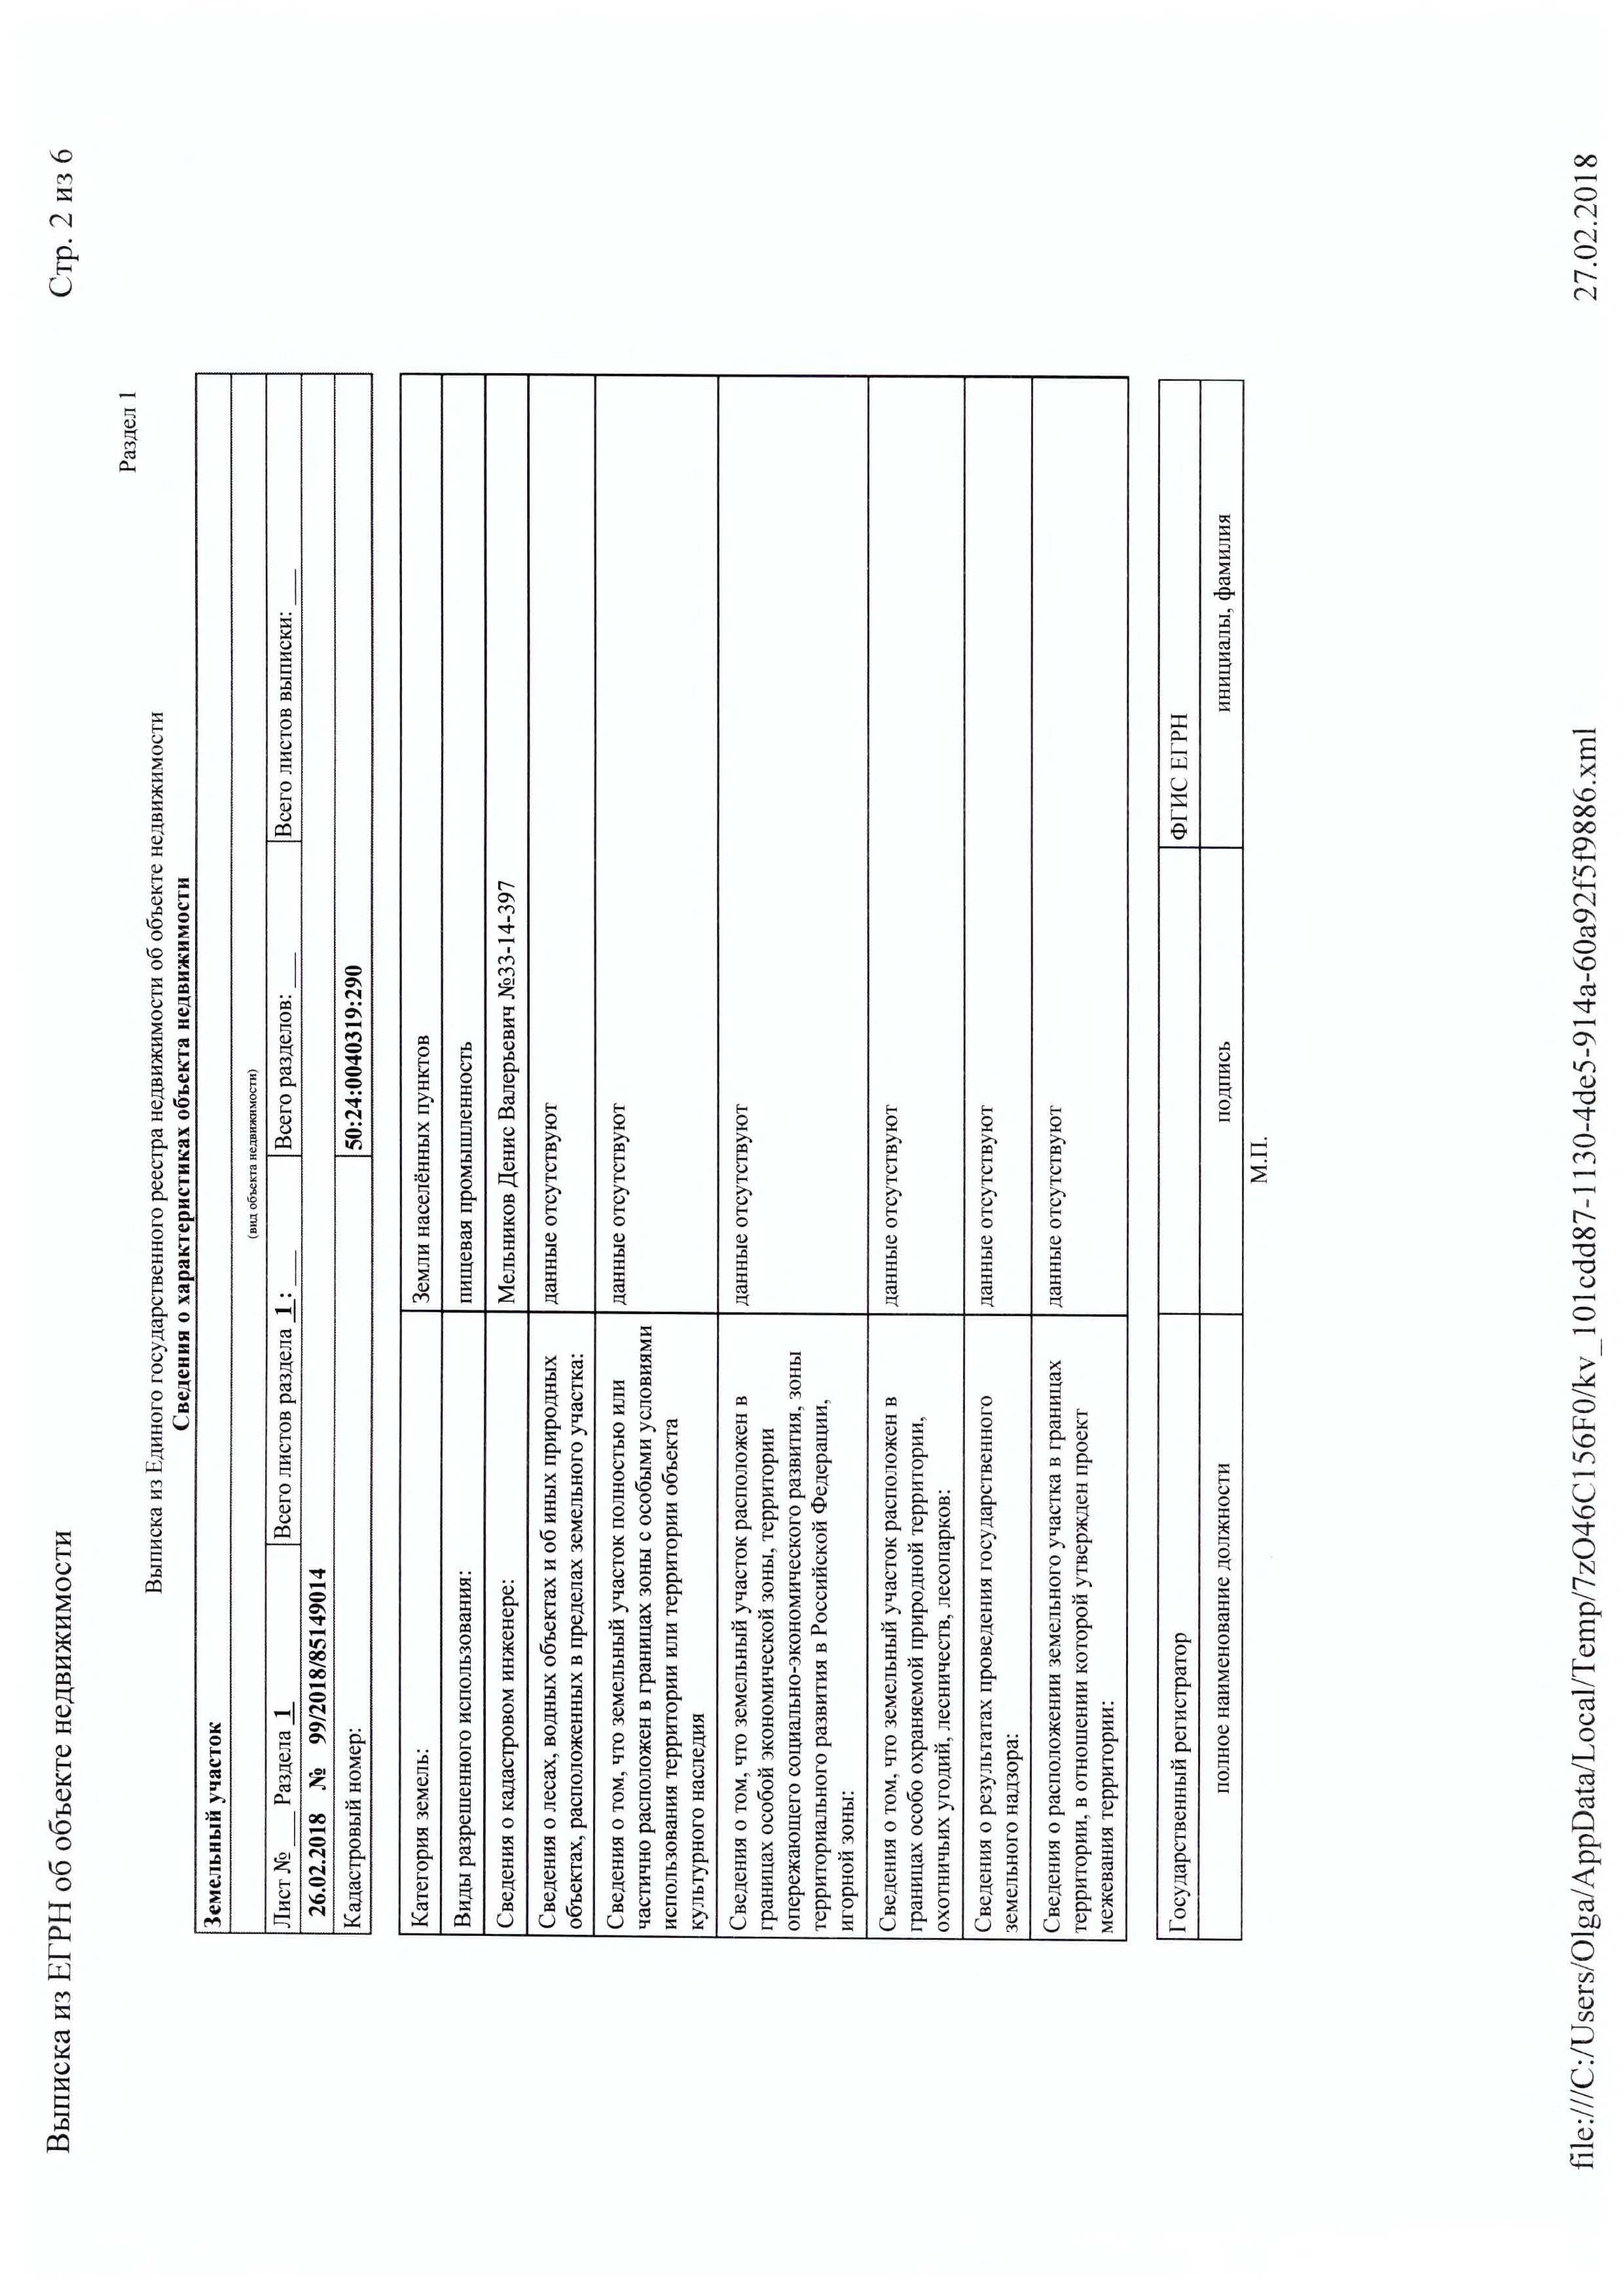 Выписка из ЕГРН об объекте недвижимости Стр. 2 из 6
Раздел 1
Выписка из Единого государственного реестра недвижимости об объекте недвижимости
Сведения о характеристиках объекта недвижимости
Земельный участок
(вид объекта недвижимости)
Лист № ___ Раздела 1 Всего листов раздела 1 : ___ Всего разделов: ___ Всего листов выписки: ___
26.02.2018 № 99/2018/85149014
Кадастровый номер: 50:24:0040319:290
Категория земель: Земли населённых пунктов
Виды разрешенного использования: пищевая промышленность
Сведения о кадастровом инженере: Мельников Денис Валерьевич №33-14-397
Сведения о лесах, водных объектах и об иных природных
объектах, расположенных в пределах земельного участка:
данные отсутствуют
Сведения о том, что земельный участок полностью или
частично расположен в границах зоны с особыми условиями
использования территории или территории объекта
культурного наследия
данные отсутствуют
Сведения о том, что земельный участок расположен в
границах особой экономической зоны, территории
опережающего социально-экономического развития, зоны
территориального развития в Российской Федерации,
игорной зоны:
данные отсутствуют
Сведения о том, что земельный участок расположен в
границах особо охраняемой природной территории,
охотничьих угодий, лесничеств, лесопарков:
данные отсутствуют
Сведения о результатах проведения государственного
земельного надзора:
данные отсутствуют
Сведения о расположении земельного участка в границах
территории, в отношении которой утвержден проект
межевания территории:
данные отсутствуют
Государственный регистратор ФГИС ЕГРН
полное наименование должности подпись инициалы, фамилия
М.П.
file:///C:/Users/Olga/AppData/Local/Temp/7zO46C156F0/kv_101cdd87-1130-4de5-914a-60a92f5f9886.xml 27.02.2018